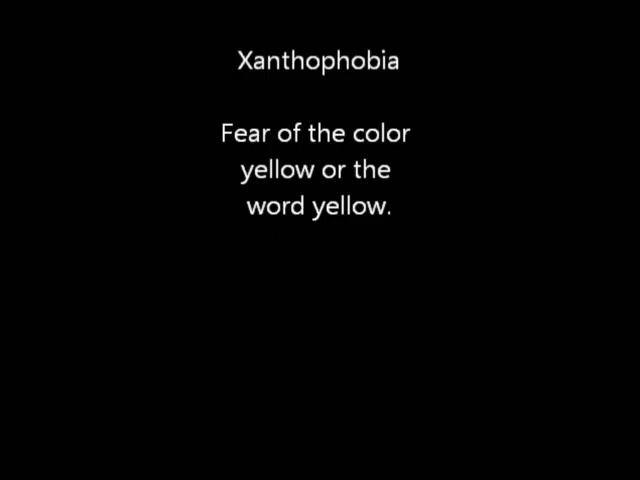 Xanthophobia
Fear of the color
yellow or the
word yellow.